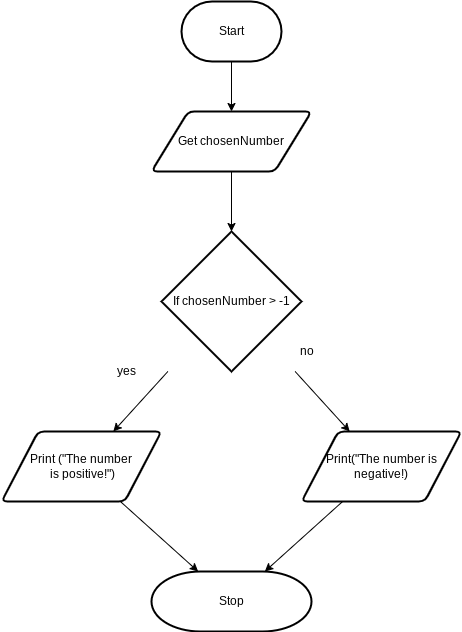 Start
Get chosenNumber
If chosenNumber > -1
yes
no
Print ("The number
is positive!")
Print("The number is
negative!)
Stop